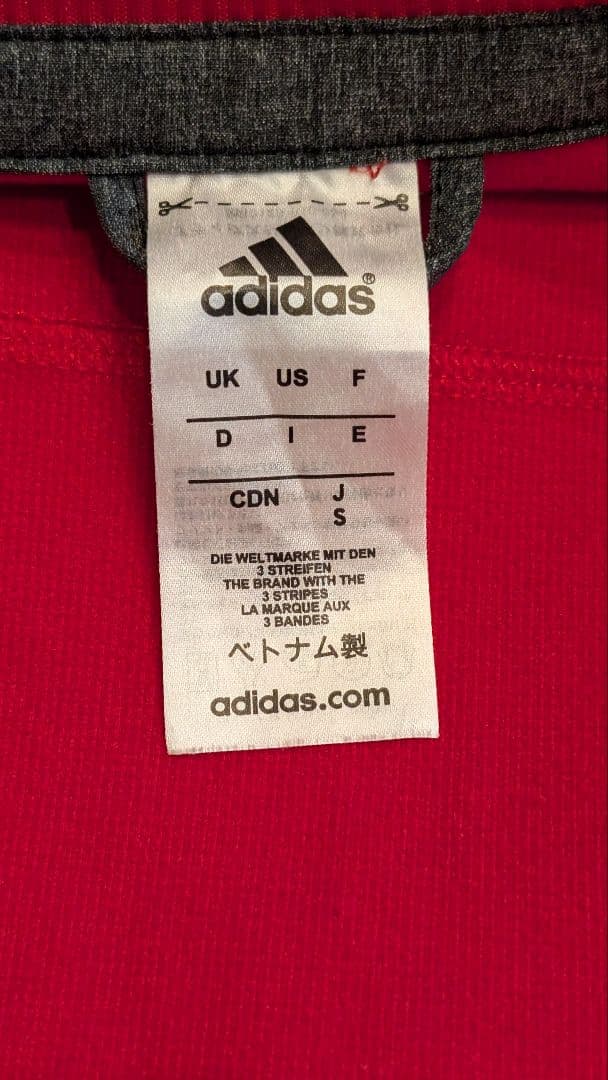 adidas®
UK US F
D I E
CDN J
S
DIE WELTMARKE MIT DEN
3 STREIFEN
THE BRAND WITH THE
3 STRIPES
LA MARQUE AUX
3 BANDES
ベトナム製
adidas.com